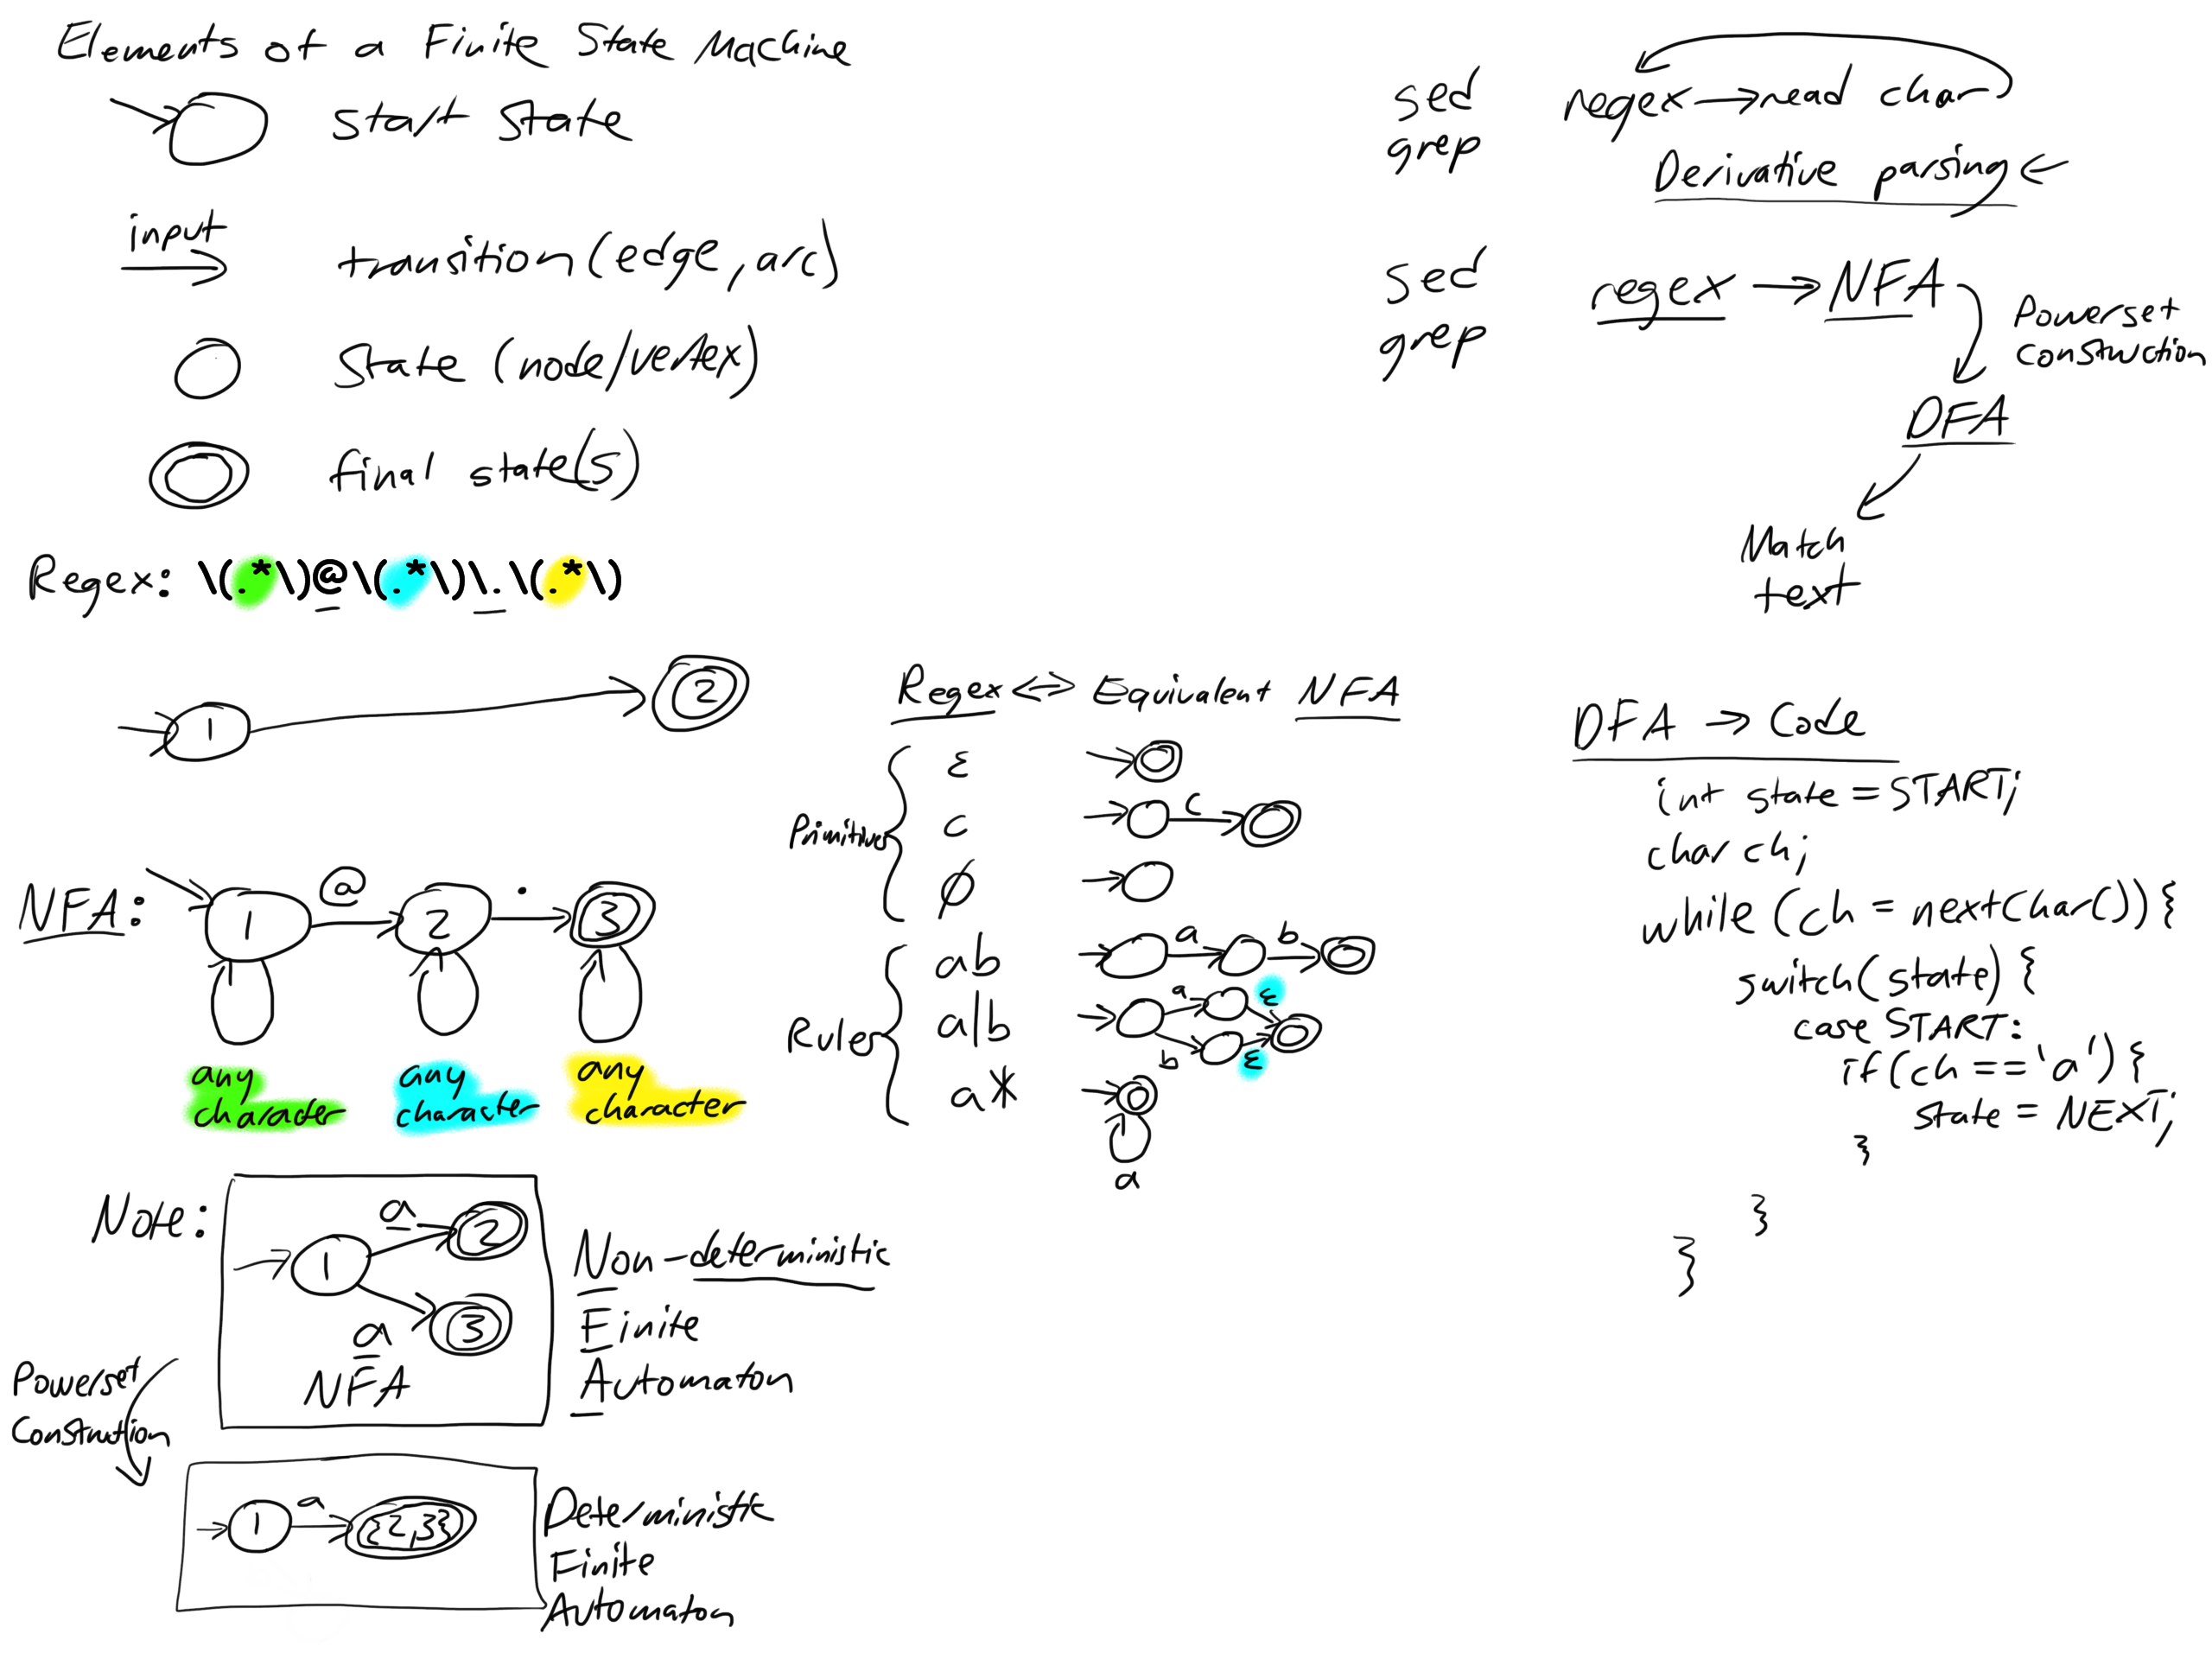 Elements of a Finite State Machine
start state
input
transition (edge, arc)
state (node/vertex)
final state(s)
Regex: \(.*\)@\(.*\)\.\(.*\)
1
2
NFA:
@
.
1
2
3
any
character
any
character
any
character
Note:
a
1
2
3
a
NFA
Non-deterministic
Finite
Automaton
Powerset
Construction
1
a
{2,3}
Deterministic
Finite
Automaton
Regex <=> Equivalent NFA
Primitives
ε
c
c
∅
Rules
ab
a
b
a|b
a
ε
b
ε
a*
a
sed
grep
regex → read char
Derivative parsing ←
sed
grep
regex → NFA
Powerset
Construction
DFA
Match
text
DFA → Code
int state = START;
char ch;
while (ch = nextChar()) {
switch(state) {
case START:
if(ch == 'a') {
state = NEXT;
}
}
}